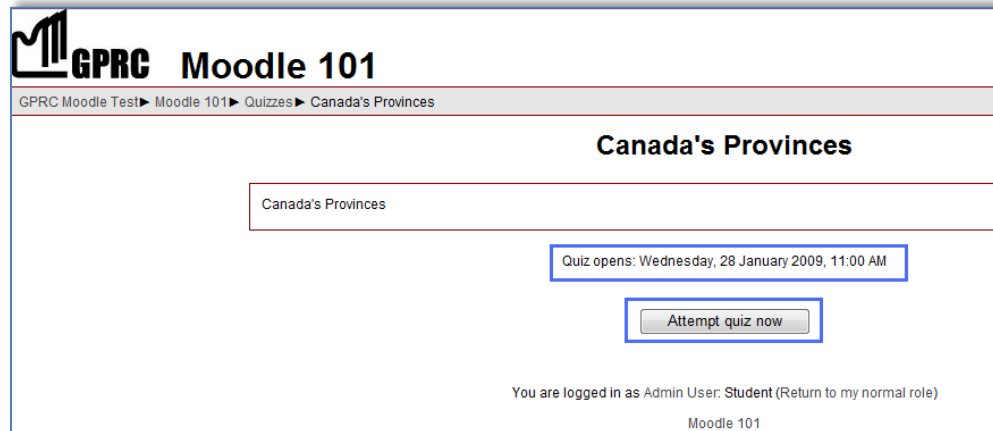 GPRC Moodle 101
GPRC Moodle Test► Moodle 101► Quizzes► Canada's Provinces
Canada's Provinces
Canada's Provinces
Quiz opens: Wednesday, 28 January 2009, 11:00 AM
Attempt quiz now
You are logged in as Admin User: Student (Return to my normal role)
Moodle 101